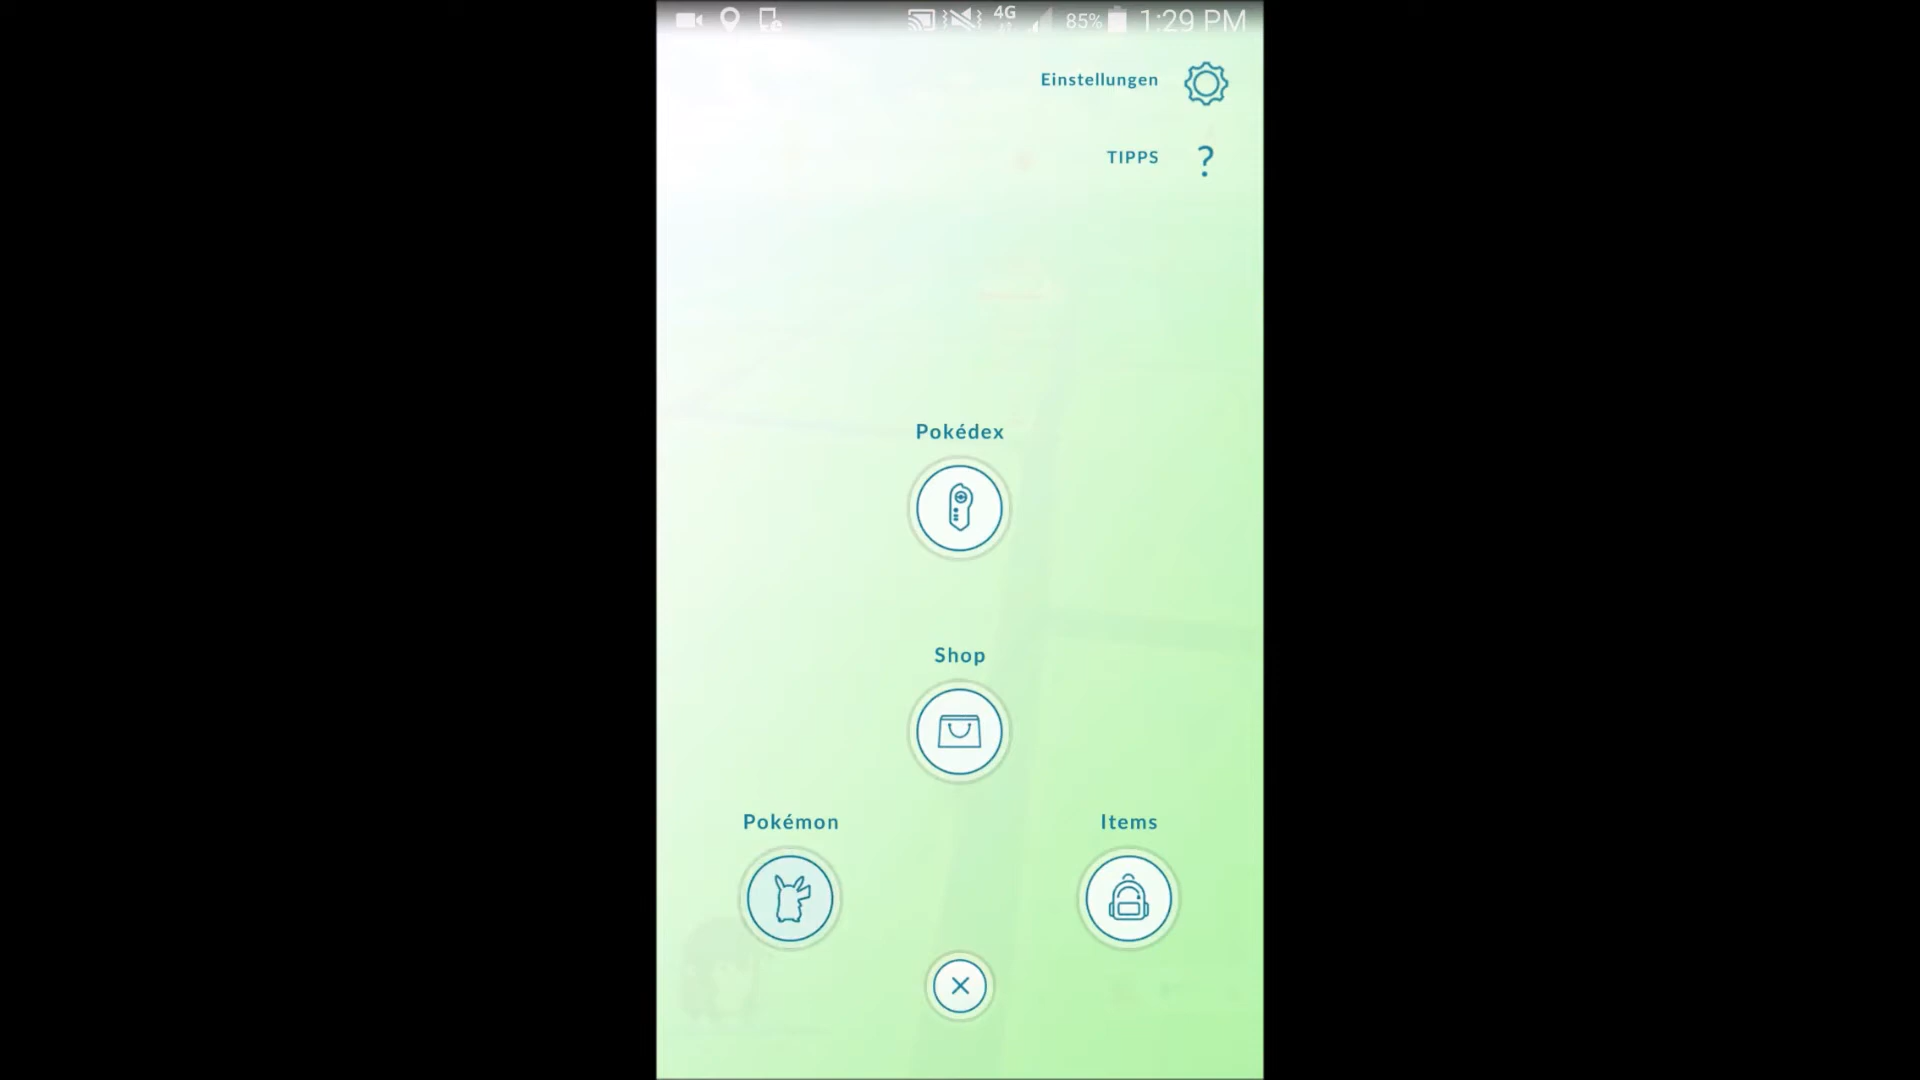 4G 85% 1:29 PM
Einstellungen
TIPPS ?
Pokédex
Shop
Pokémon
Items